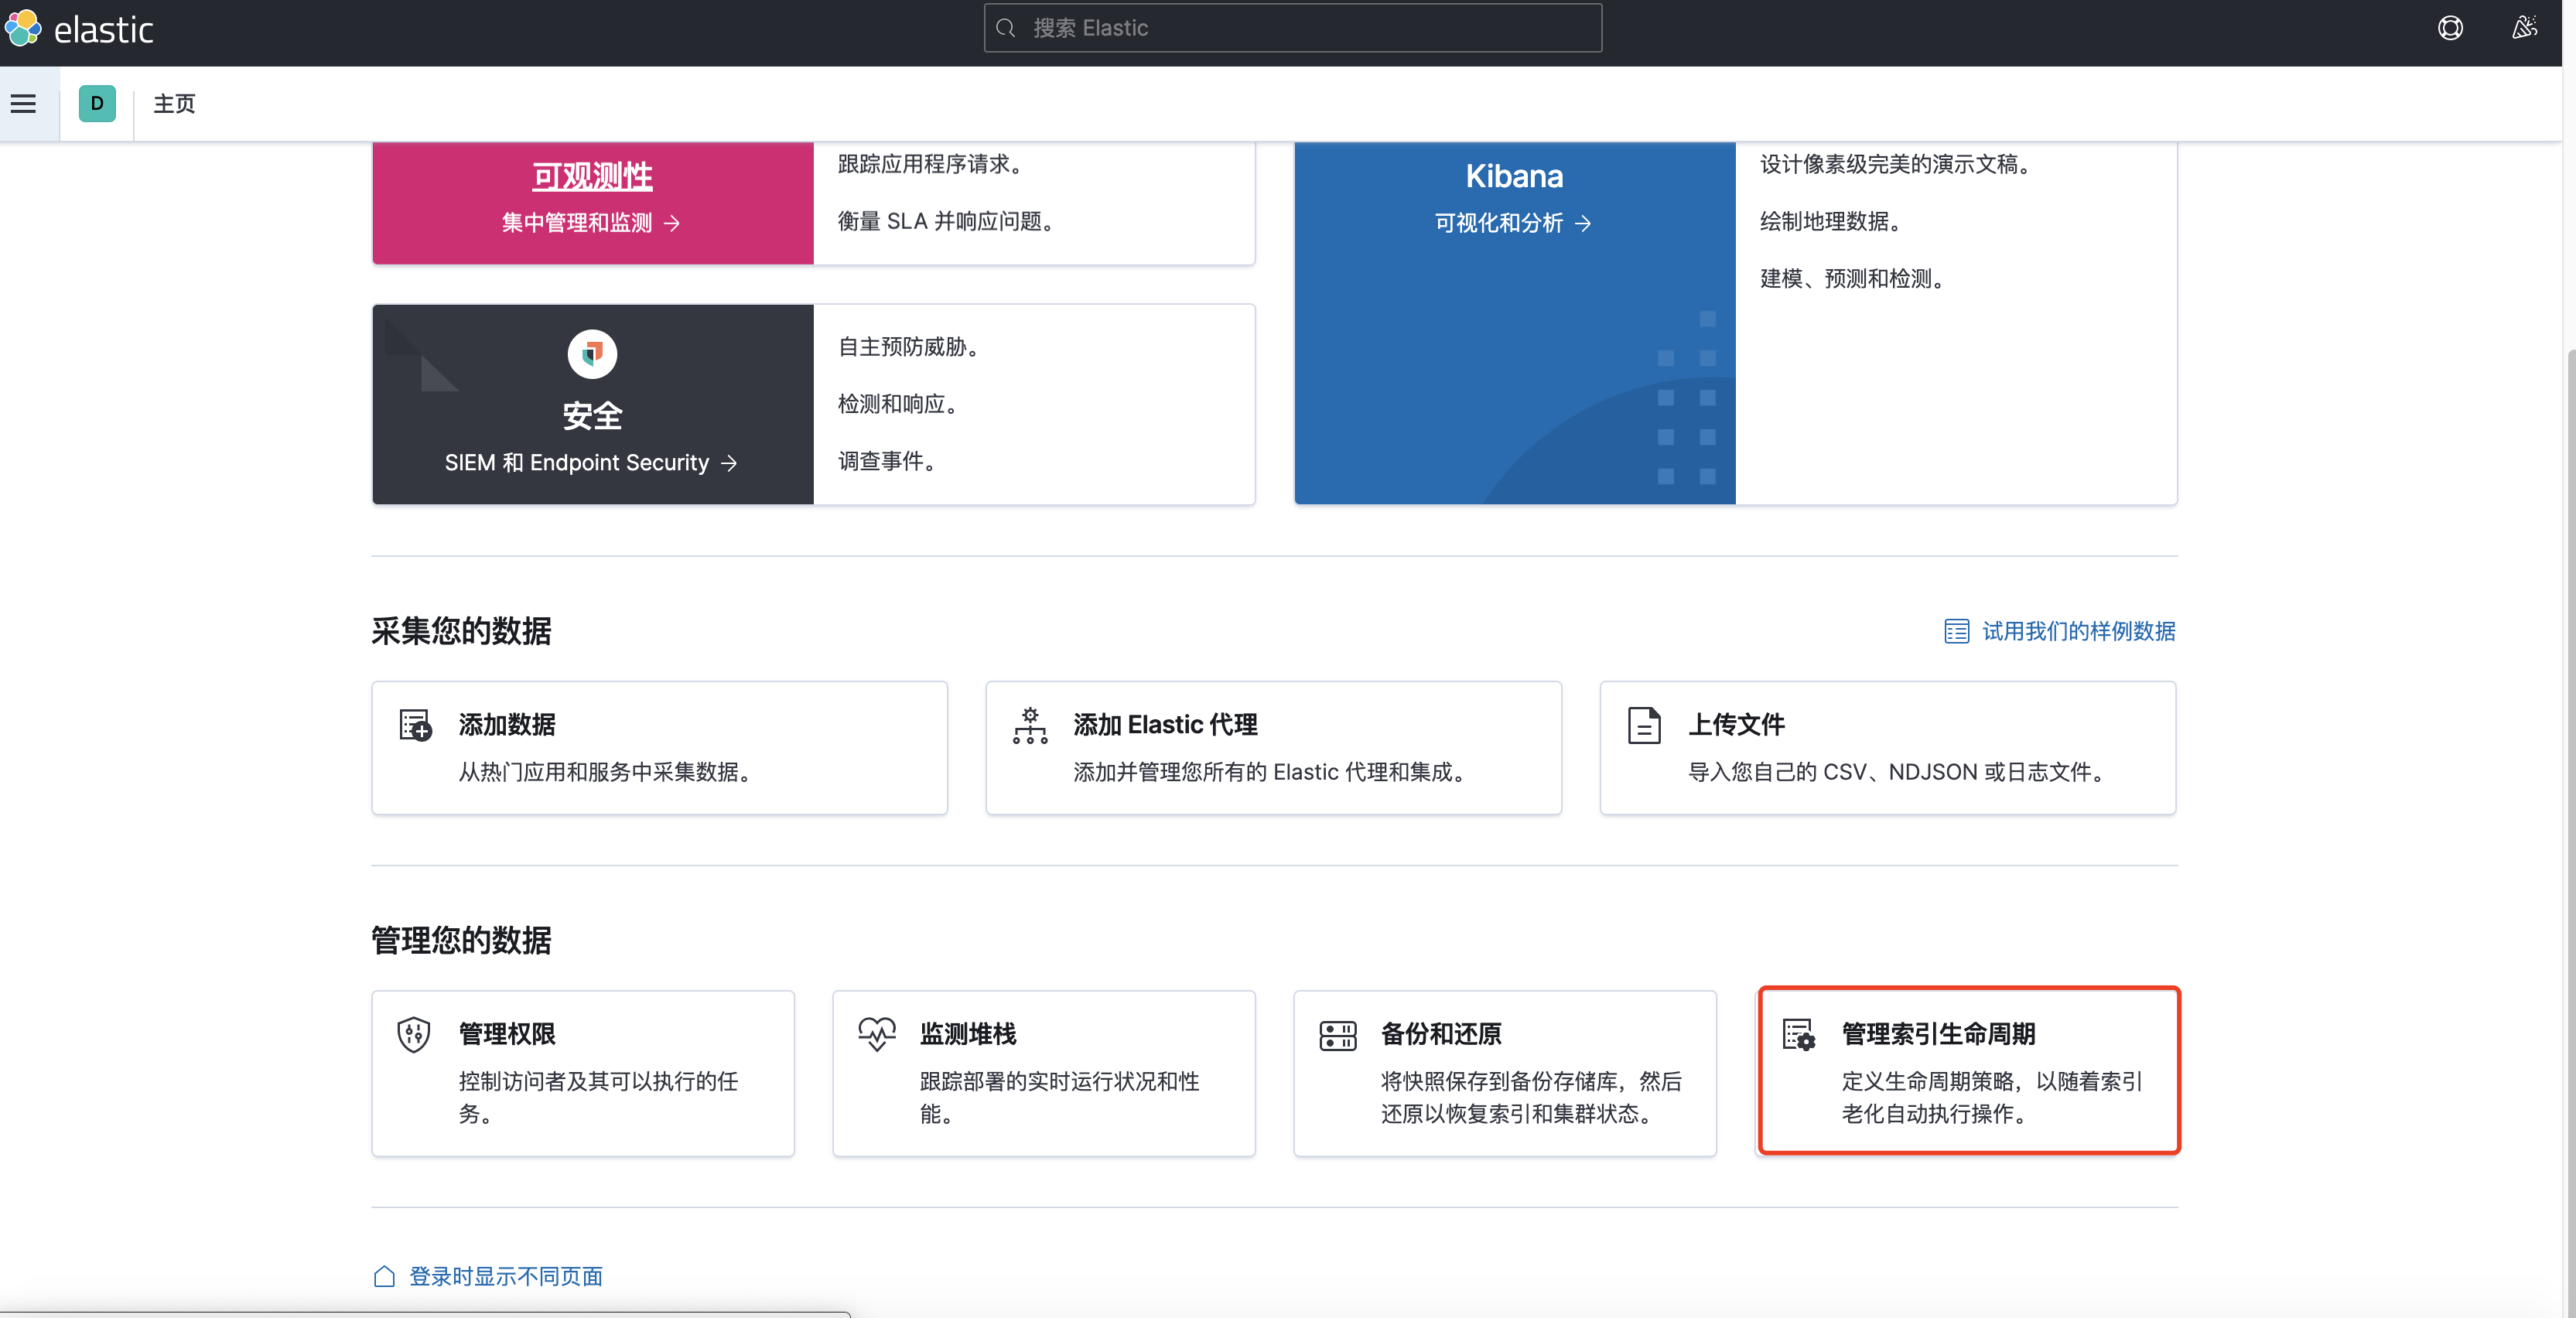 elastic
搜索 Elastic
D
主页
可观测性
集中管理和监测
跟踪应用程序请求。
衡量 SLA 并响应问题。
Kibana
可视化和分析
设计像素级完美的演示文稿。
绘制地理数据。
建模、预测和检测。
安全
SIEM 和 Endpoint Security
自主预防威胁。
检测和响应。
调查事件。
采集您的数据
试用我们的样例数据
添加数据
从热门应用和服务中采集数据。
添加 Elastic 代理
添加并管理您所有的 Elastic 代理和集成。
上传文件
导入您自己的 CSV、NDJSON 或日志文件。
管理您的数据
管理权限
控制访问者及其可以执行的任
务。
监测堆栈
跟踪部署的实时运行状况和性
能。
备份和还原
将快照保存到备份存储库，然后
还原以恢复索引和集群状态。
管理索引生命周期
定义生命周期策略，以随着索引
老化自动执行操作。
登录时显示不同页面